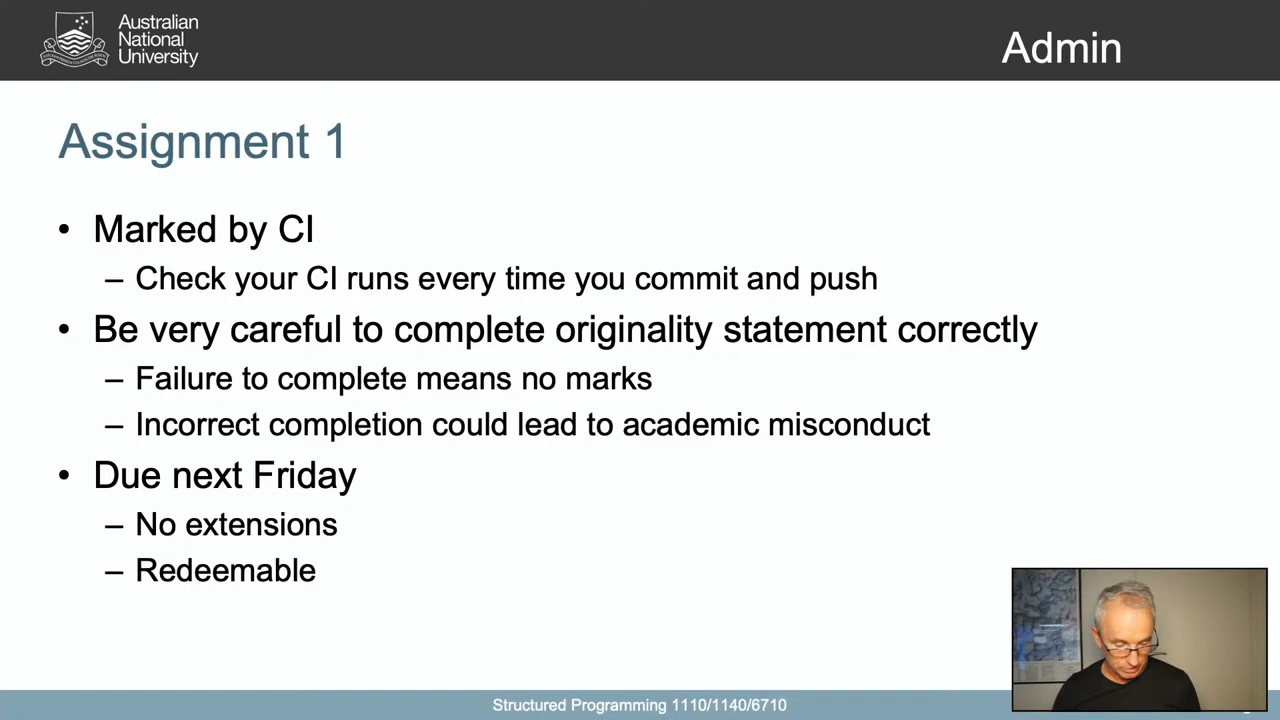 Australian
National
University
Admin
Assignment 1
• Marked by CI
– Check your CI runs every time you commit and push
• Be very careful to complete originality statement correctly
– Failure to complete means no marks
– Incorrect completion could lead to academic misconduct
• Due next Friday
– No extensions
– Redeemable
Structured Programming 1110/1140/6710